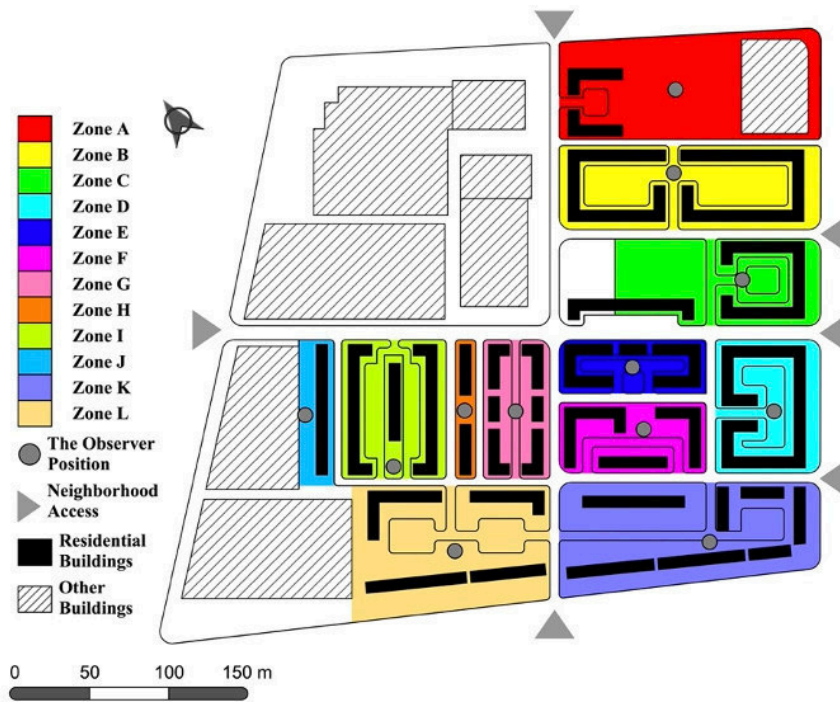 Zone A
Zone B
Zone C
Zone D
Zone E
Zone F
Zone G
Zone H
Zone I
Zone J
Zone K
Zone L
The Observer
Position
Neighborhood
Access
Residential
Buildings
Other
Buildings
0 50 100 150 m